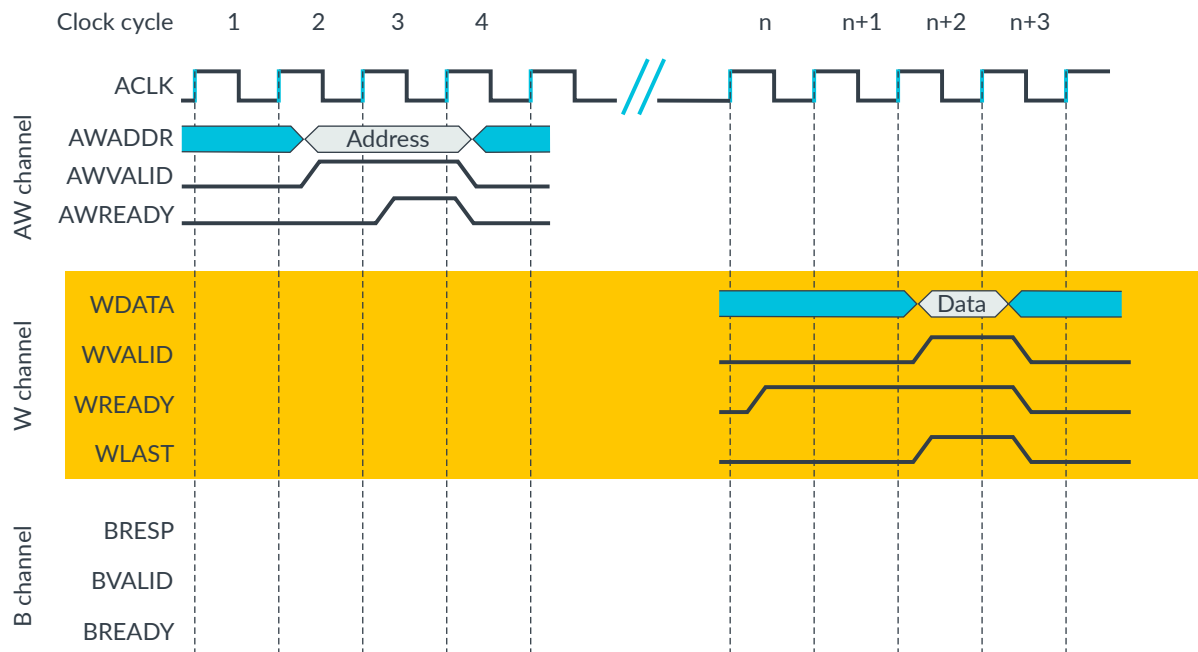 Clock cycle 1 2 3 4 n n+1 n+2 n+3
ACLK
AW channel
AWADDR Address
AWVALID
AWREADY
W channel
WDATA Data
WVALID
WREADY
WLAST
B channel
BRESP
BVALID
BREADY